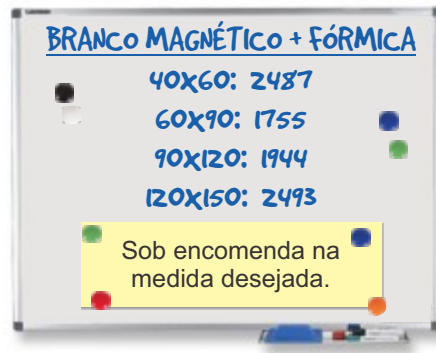 BRANCO MAGNÉTICO + FÓRMICA
40X60: 2487
60X90: 1755
90X120: 1944
120X150: 2493
Sob encomenda na
medida desejada.